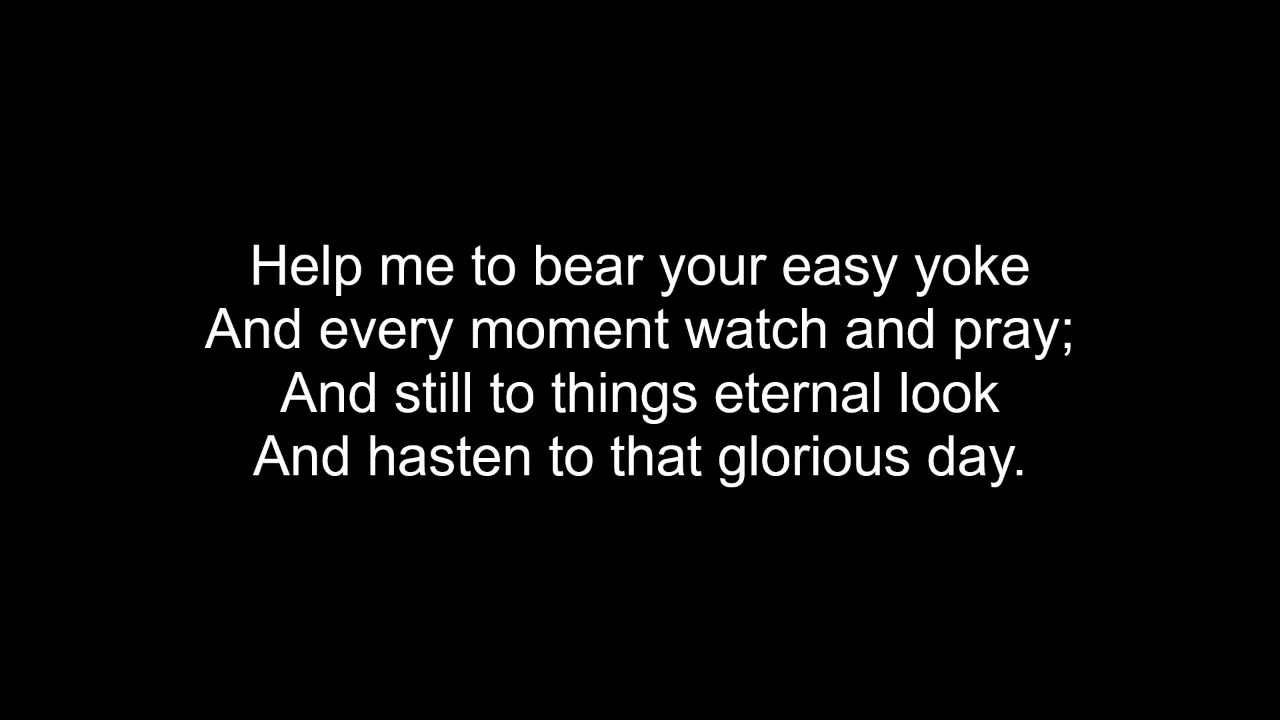 Help me to bear your easy yoke
And every moment watch and pray;
And still to things eternal look
And hasten to that glorious day.